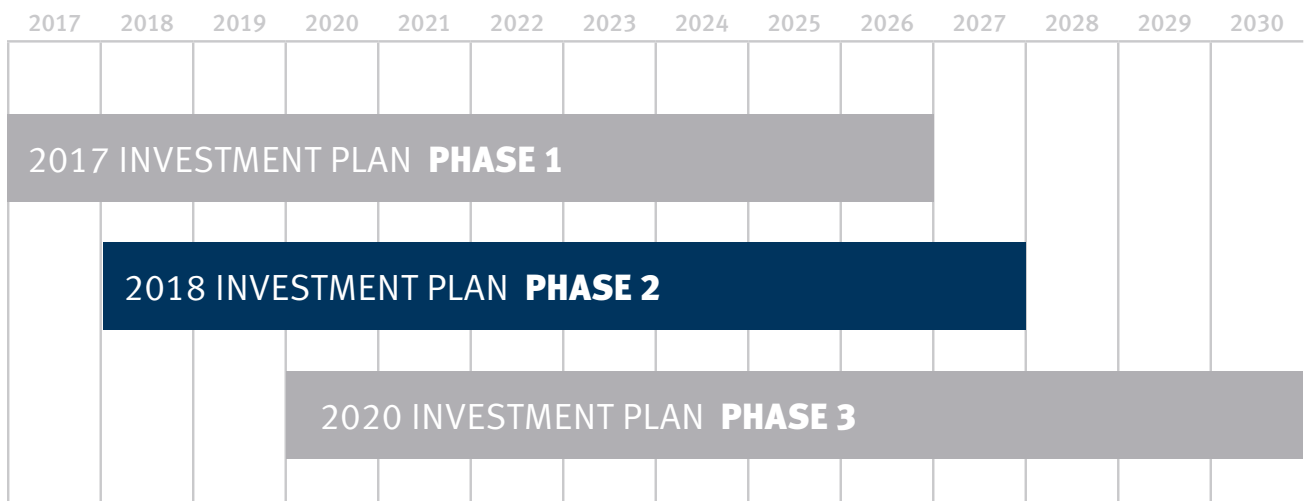 2017 2018 2019 2020 2021 2022 2023 2024 2025 2026 2027 2028 2029 2030
2017 INVESTMENT PLAN PHASE 1
2018 INVESTMENT PLAN PHASE 2
2020 INVESTMENT PLAN PHASE 3